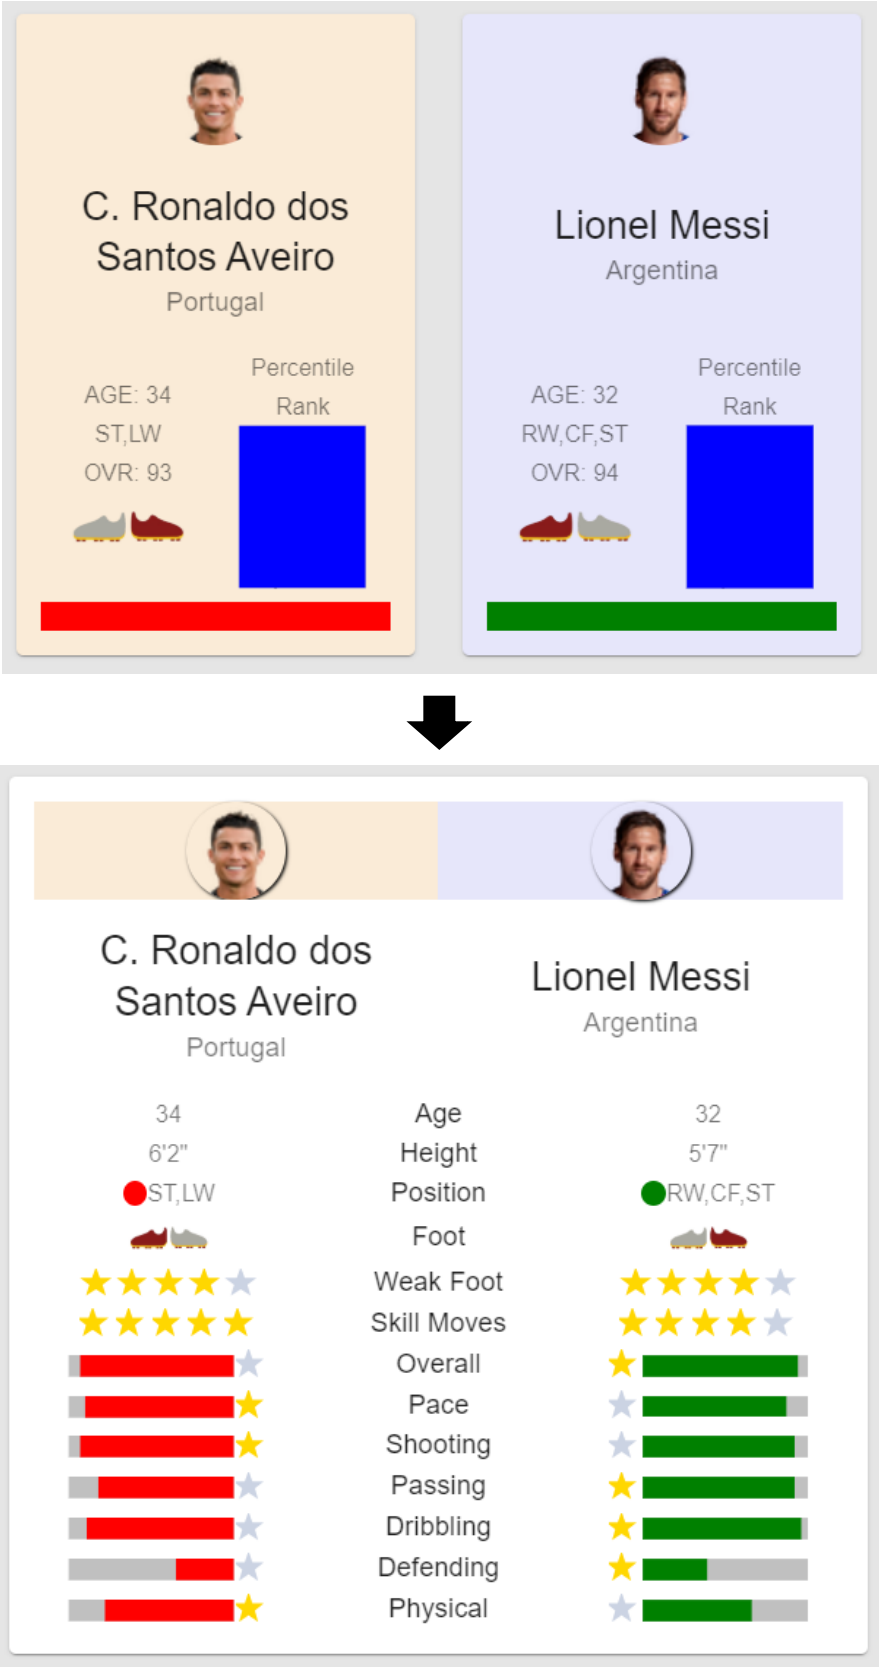 C. Ronaldo dos
Santos Aveiro
Portugal
AGE: 34
ST,LW
OVR: 93
Percentile
Rank
Lionel Messi
Argentina
AGE: 32
RW,CF,ST
OVR: 94
Percentile
Rank
C. Ronaldo dos
Santos Aveiro
Portugal
Lionel Messi
Argentina
34 Age 32
6'2" Height 5'7"
ST,LW Position RW,CF,ST
Foot
Weak Foot
Skill Moves
Overall
Pace
Shooting
Passing
Dribbling
Defending
Physical